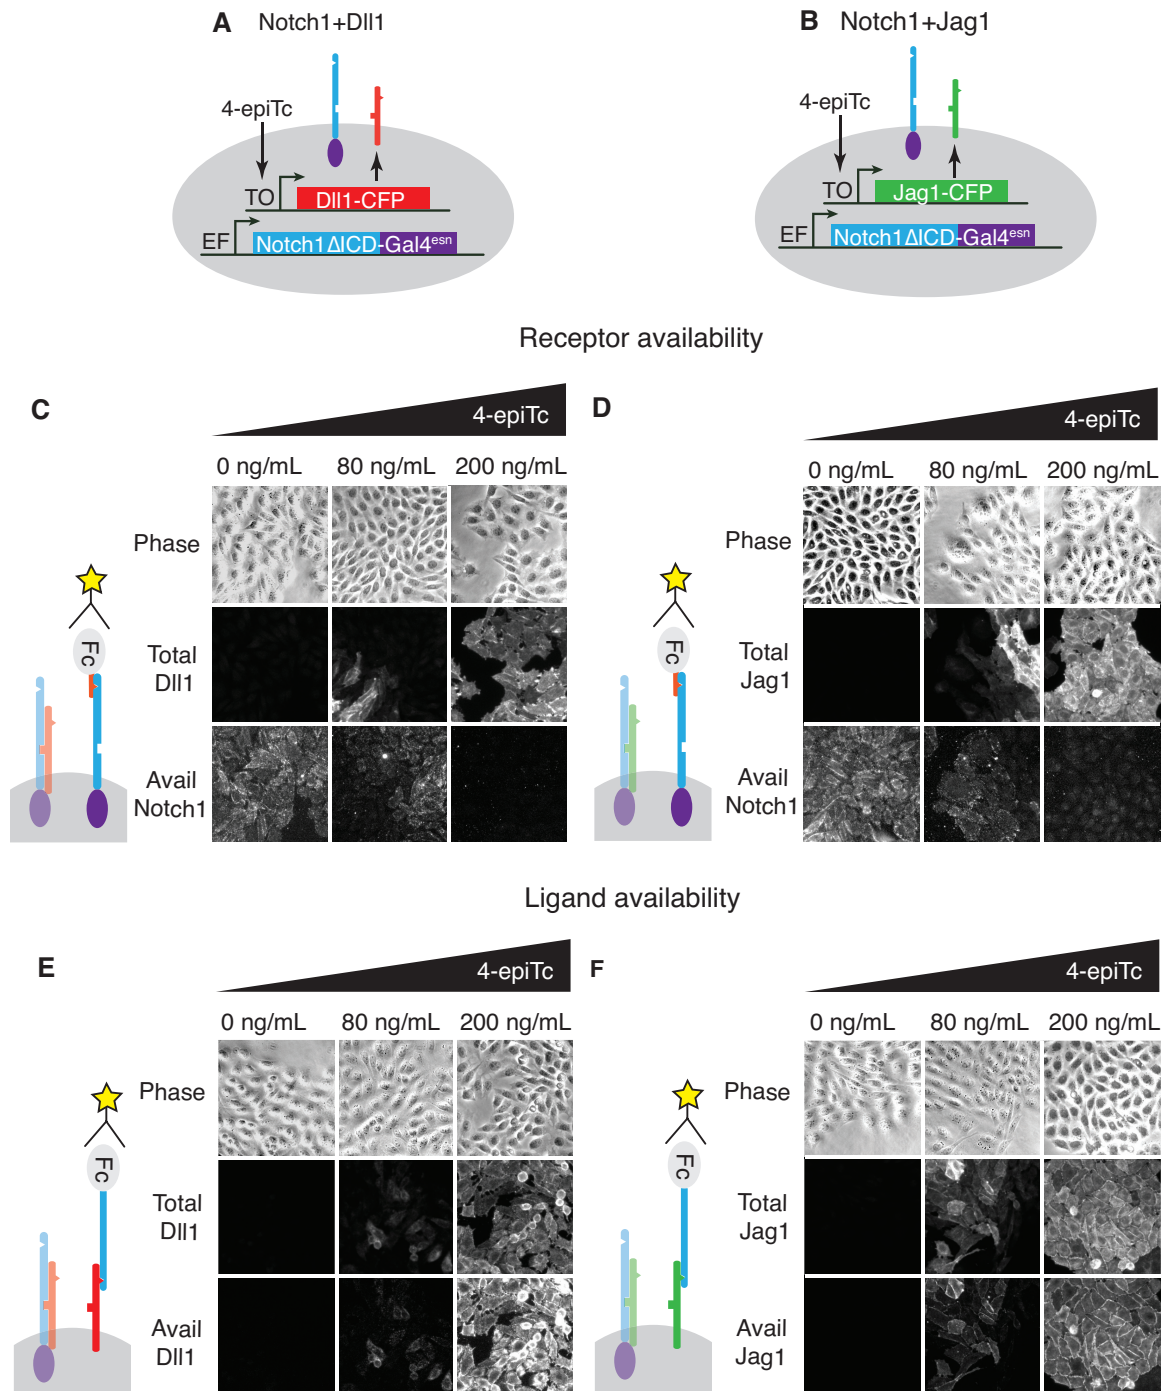 A Notch1+Dll1
B Notch1+Jag1
4-epiTc
TO
Dll1-CFP
EF
Notch1ΔICD-Gal4esn
4-epiTc
TO
Jag1-CFP
EF
Notch1ΔICD-Gal4esn
Receptor availability
C
4-epiTc
0 ng/mL 80 ng/mL 200 ng/mL
Phase
Total
Dll1
Avail
Notch1
Fc
D
4-epiTc
0 ng/mL 80 ng/mL 200 ng/mL
Phase
Total
Jag1
Avail
Notch1
Fc
Ligand availability
E
4-epiTc
0 ng/mL 80 ng/mL 200 ng/mL
Phase
Total
Dll1
Avail
Dll1
Fc
F
4-epiTc
0 ng/mL 80 ng/mL 200 ng/mL
Phase
Total
Jag1
Avail
Jag1
Fc